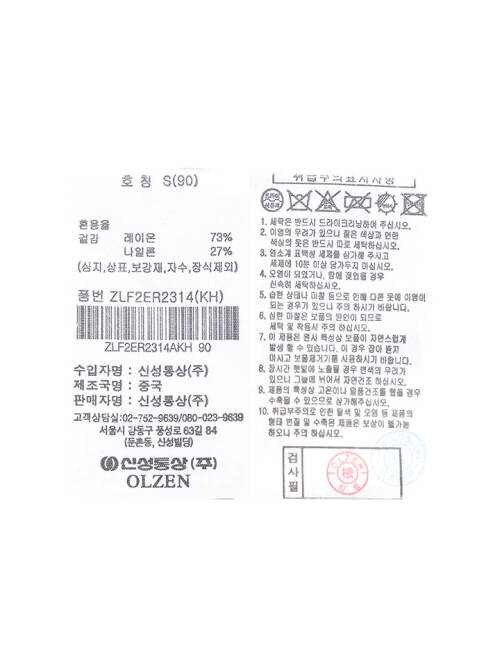 호 칭 S(90)
혼용율
겉감 레이온 73%
나일론 27%
(심지,상표,보강재,자수,장식제외)
품번 ZLF2ER2314(KH)
ZLF2ER2314AKH 90
수입자명 : 신성통상(주)
제조국명 : 중국
판매자명 : 신성통상(주)
고객상담실:02-752-9639/080-023-9639
서울시 강동구 풍성로 63길 84
(둔촌동, 신성빌딩)
신성통상(주)
OLZEN
취급주의표시사항
드라이
1. 세탁은 반드시 드라이크리닝하여 주십시오.
2. 이염의 우려가 있으니 짙은 색상과 연한
색상의 옷은 반드시 따로 세탁하십시오.
3. 염소계 표백성 세제를 삼가해 주시고
세제에 10분 이상 담가두지 마십시오.
4. 오염이 되었거나, 땀에 젖었을 경우
신속히 세탁하십시오.
5. 습한 상태나 마찰 등으로 인해 다른 옷에 이염이
되는 경우가 있으니 주의 하시기 바랍니다.
6. 심한 마찰은 보풀의 원인이 되므로
세탁 및 착용시 주의 하십시오.
7. 이 제품은 원사 특성상 보풀이 자연스럽게
발생 할 수 있습니다. 이 경우 잡아 뜯지
마시고 보풀제거기를 사용하시기 바랍니다.
8. 장시간 햇빛에 노출될 경우 변색의 우려가
있으니 그늘에 뉘어서 자연건조 하십시오.
9. 제품의 특성상 고온이나 밀폐건조를 했을 경우
수축될 수 있으므로 삼가해주십시오.
10. 취급부주의로 인한 탈색 및 오염 등 제품의
형태 변질 및 수축된 제품은 보상이 불가능
하오니 주의 하십시오.
검사필
OLZEN
檢